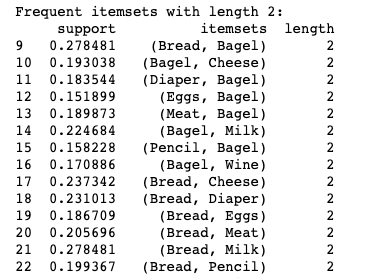 Frequent itemsets with length 2:
support itemsets length
9 0.278481 (Bread, Bagel) 2
10 0.193038 (Bagel, Cheese) 2
11 0.183544 (Diaper, Bagel) 2
12 0.151899 (Eggs, Bagel) 2
13 0.189873 (Meat, Bagel) 2
14 0.224684 (Bagel, Milk) 2
15 0.158228 (Pencil, Bagel) 2
16 0.170886 (Bagel, Wine) 2
17 0.237342 (Bread, Cheese) 2
18 0.231013 (Bread, Diaper) 2
19 0.186709 (Bread, Eggs) 2
20 0.205696 (Bread, Meat) 2
21 0.278481 (Bread, Milk) 2
22 0.199367 (Bread, Pencil) 2